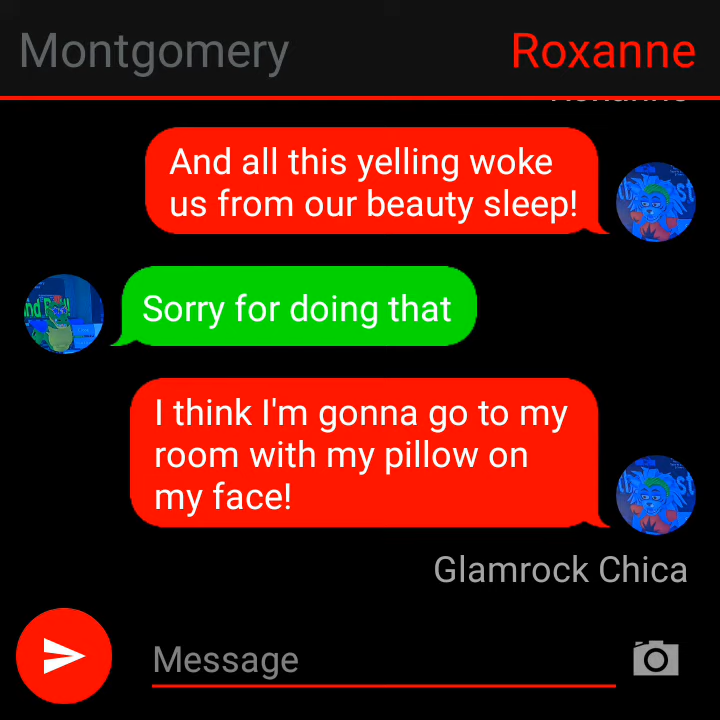 Montgomery
Roxanne
And all this yelling woke
us from our beauty sleep!
Sorry for doing that
I think I'm gonna go to my
room with my pillow on
my face!
Glamrock Chica
Message